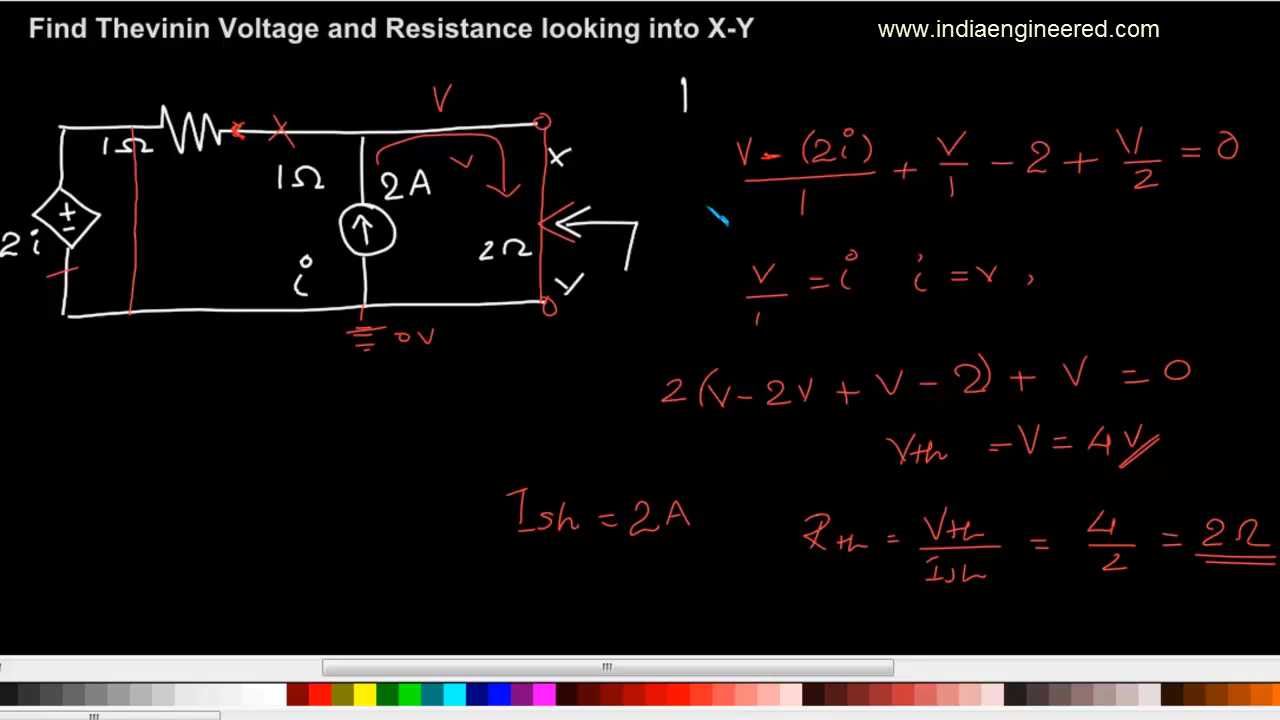 Find Thevinin Voltage and Resistance looking into X-Y
www.indiaengineered.com
V
1Ω
1Ω
2A
V
X
2i
i
2Ω
Y
0V
1
V - (2i)/1 + V/1 - 2 + V/2 = 0
V/1 = i i = v ,
2(V - 2V + V - 2) + V = 0
Vth = V = 4V
Ish = 2A
Rth = Vth/Ish = 4/2 = 2Ω